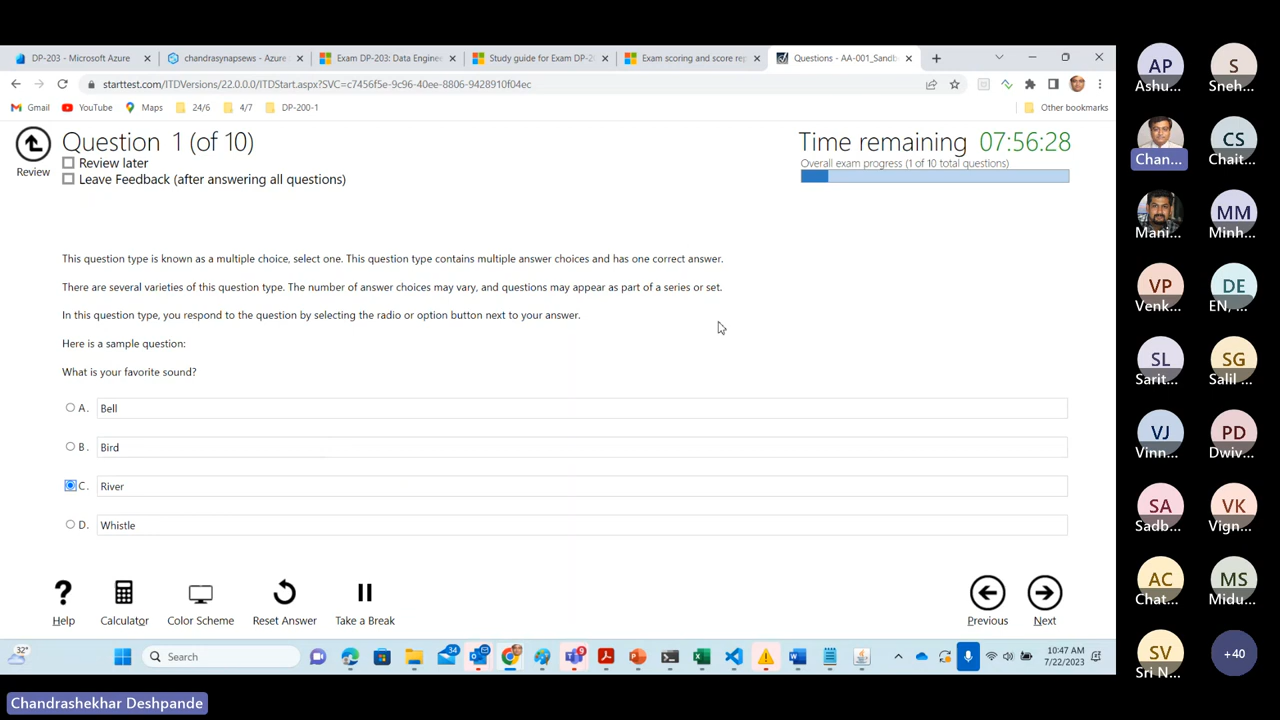 DP-203 - Microsoft Azure
chandrasynapsews - Azure
Exam DP-203: Data Enginee
Study guide for Exam DP-2
Exam scoring and score rep
Questions - AA-001_Sandb
starttest.com/ITDVersions/22.0.0.0/ITDStart.aspx?SVC=c7456f5e-9c96-40ee-8806-9428910f04ec
Gmail
YouTube
Maps
24/6
4/7
DP-200-1
Other bookmarks
Review
Question 1 (of 10)
Review later
Leave Feedback (after answering all questions)
Time remaining 07:56:28
Overall exam progress (1 of 10 total questions)
This question type is known as a multiple choice, select one. This question type contains multiple answer choices and has one correct answer.
There are several varieties of this question type. The number of answer choices may vary, and questions may appear as part of a series or set.
In this question type, you respond to the question by selecting the radio or option button next to your answer.
Here is a sample question:
What is your favorite sound?
A. Bell
B. Bird
C. River
D. Whistle
? Help
Calculator
Color Scheme
Reset Answer
Take a Break
Previous
Next
32°
Search
34
9
10:47 AM
7/22/2023
Chandrashekhar Deshpande
AP
Ashu...
S
Sneh...
Chan...
CS
Chait...
Mani...
MM
Minh...
VP
Venk...
DE
EN, ...
SL
Sarit...
SG
Salil ...
VJ
Vinn...
PD
Dwiv...
SA
Sadb...
VK
Vign...
AC
Chat...
MS
Midu...
SV
Sri N...
+40